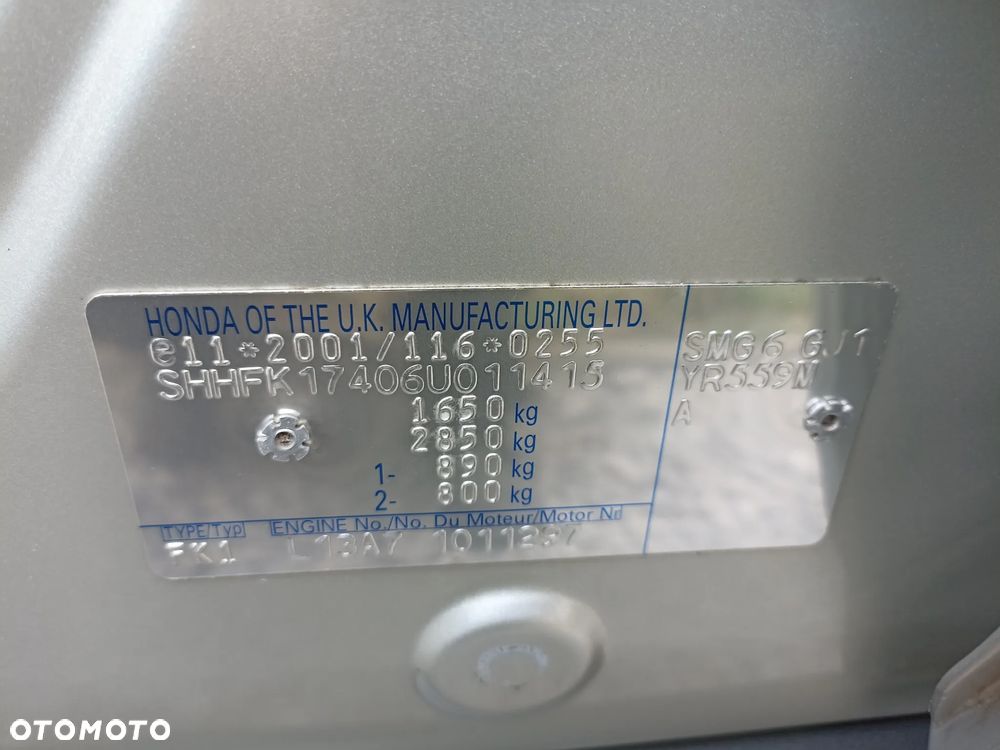 HONDA OF THE U.K. MANUFACTURING LTD.
e11*2001/116*0255
SHHFK17406U011415
1650 kg
2850 kg
1- 890 kg
2- 800 kg
TYPE/Typ ENGINE No./No. Du Moteur/Motor Nr
FK1 L13A7
SMG6 GJ1
YR559M
A
OTOMOTO